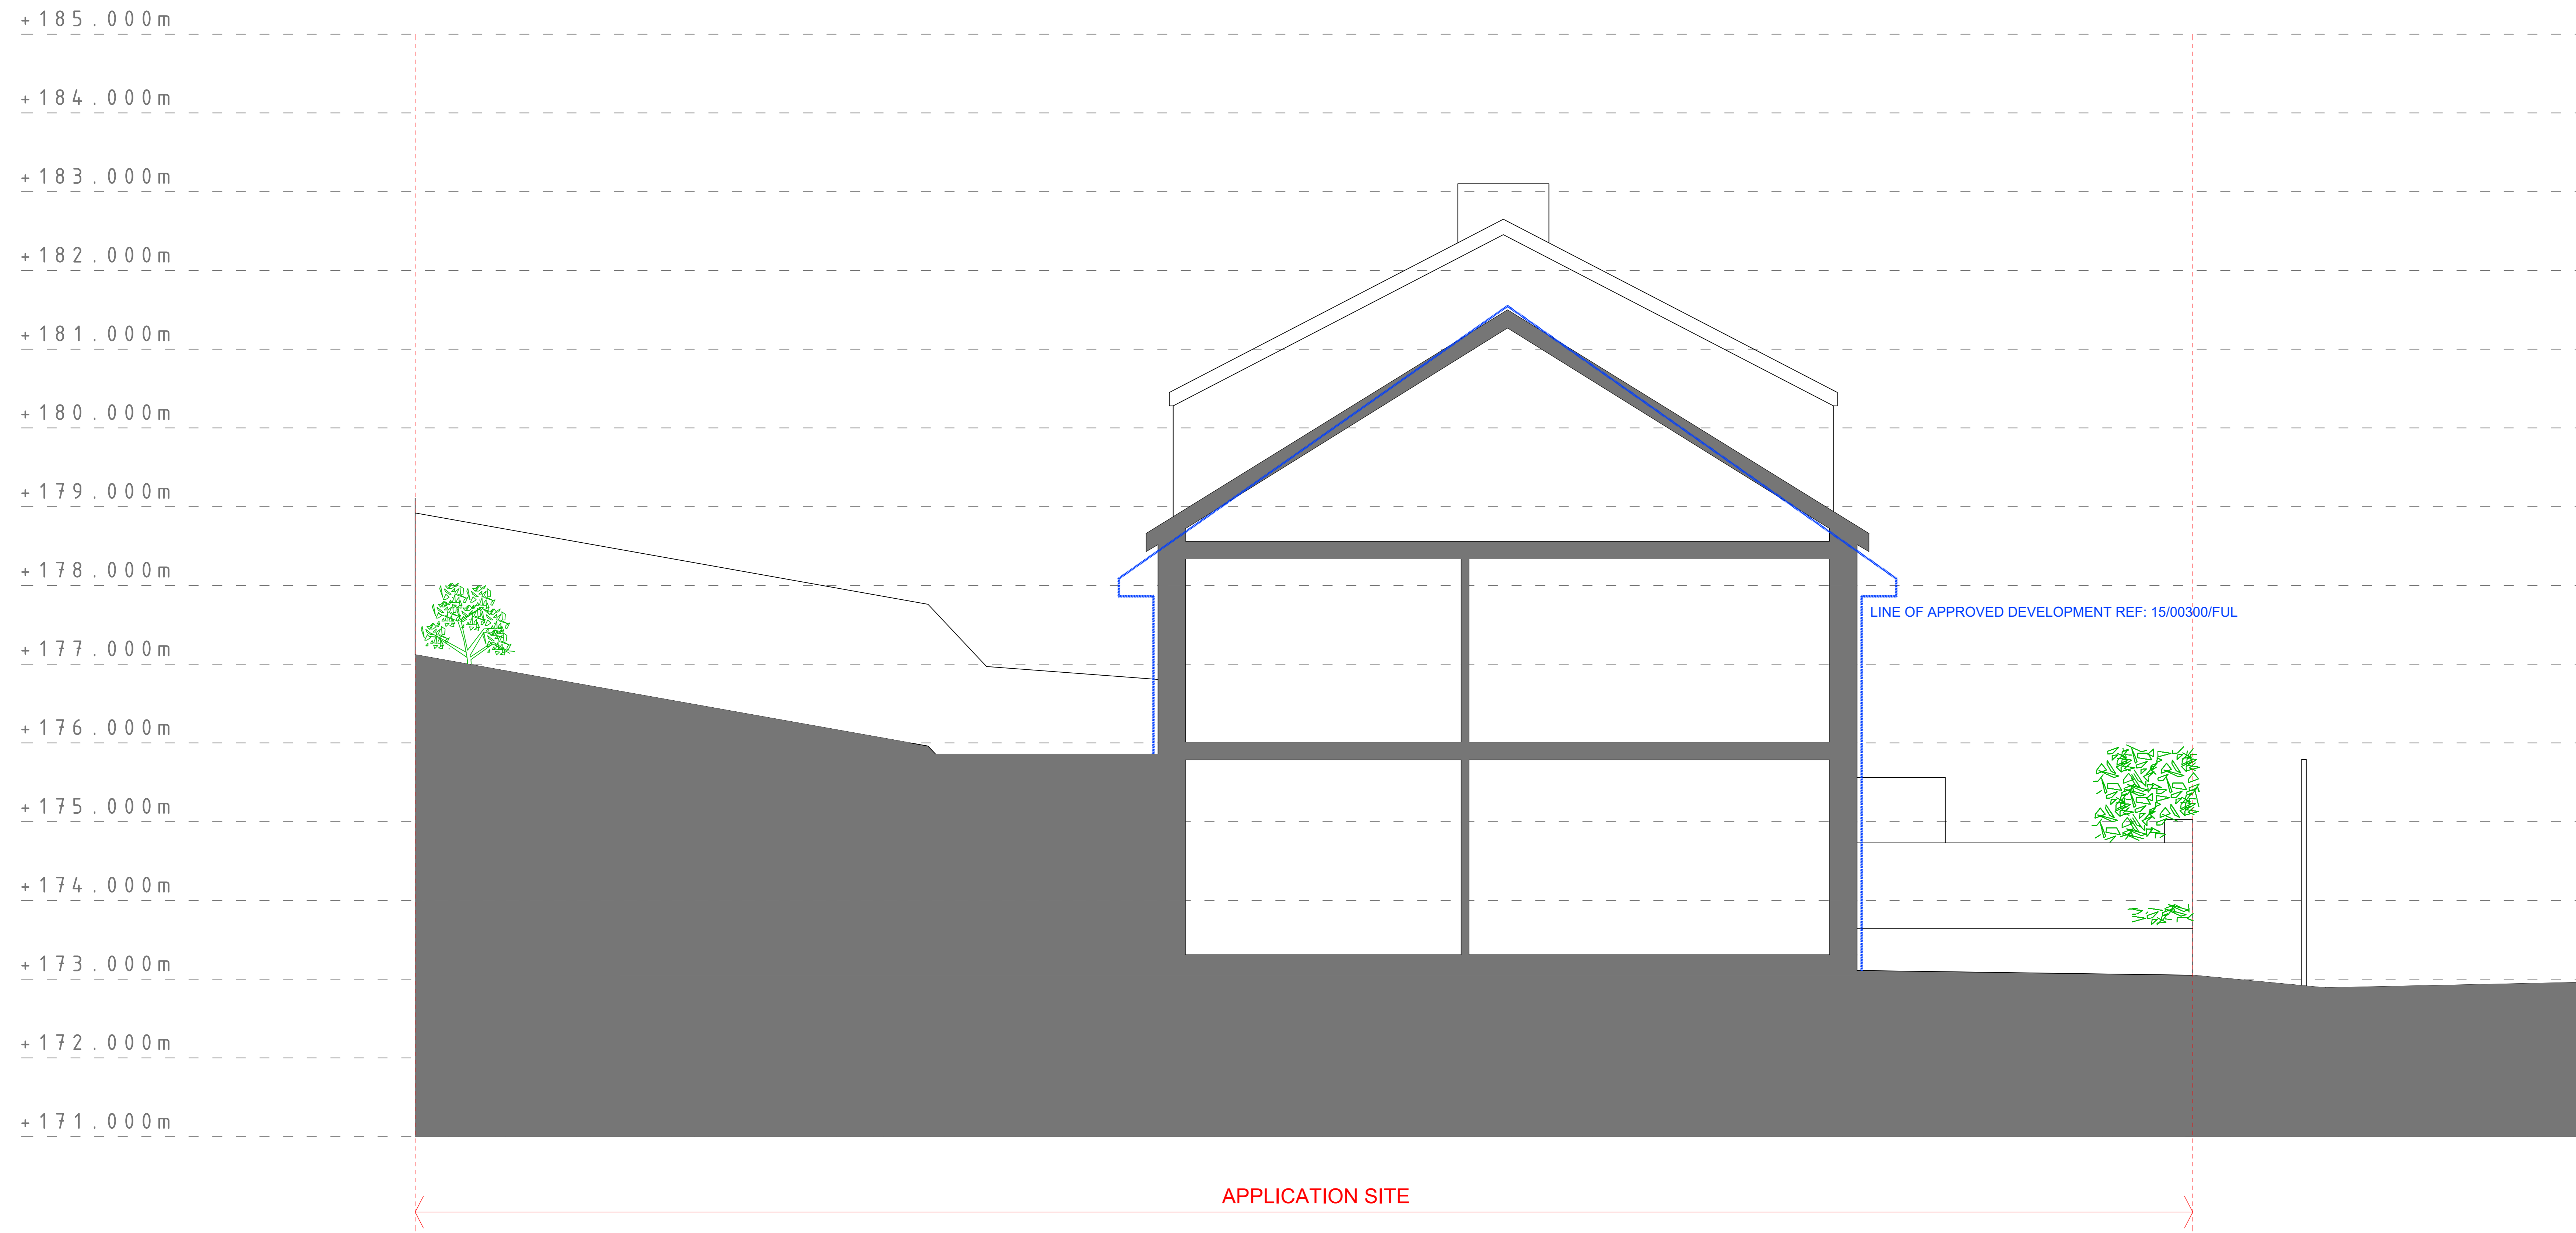 +185.000m
+184.000m
+183.000m
+182.000m
+181.000m
+180.000m
+179.000m
+178.000m
LINE OF APPROVED DEVELOPMENT REF: 15/00300/FUL
+177.000m
+176.000m
+175.000m
+174.000m
+173.000m
+172.000m
+171.000m
APPLICATION SITE